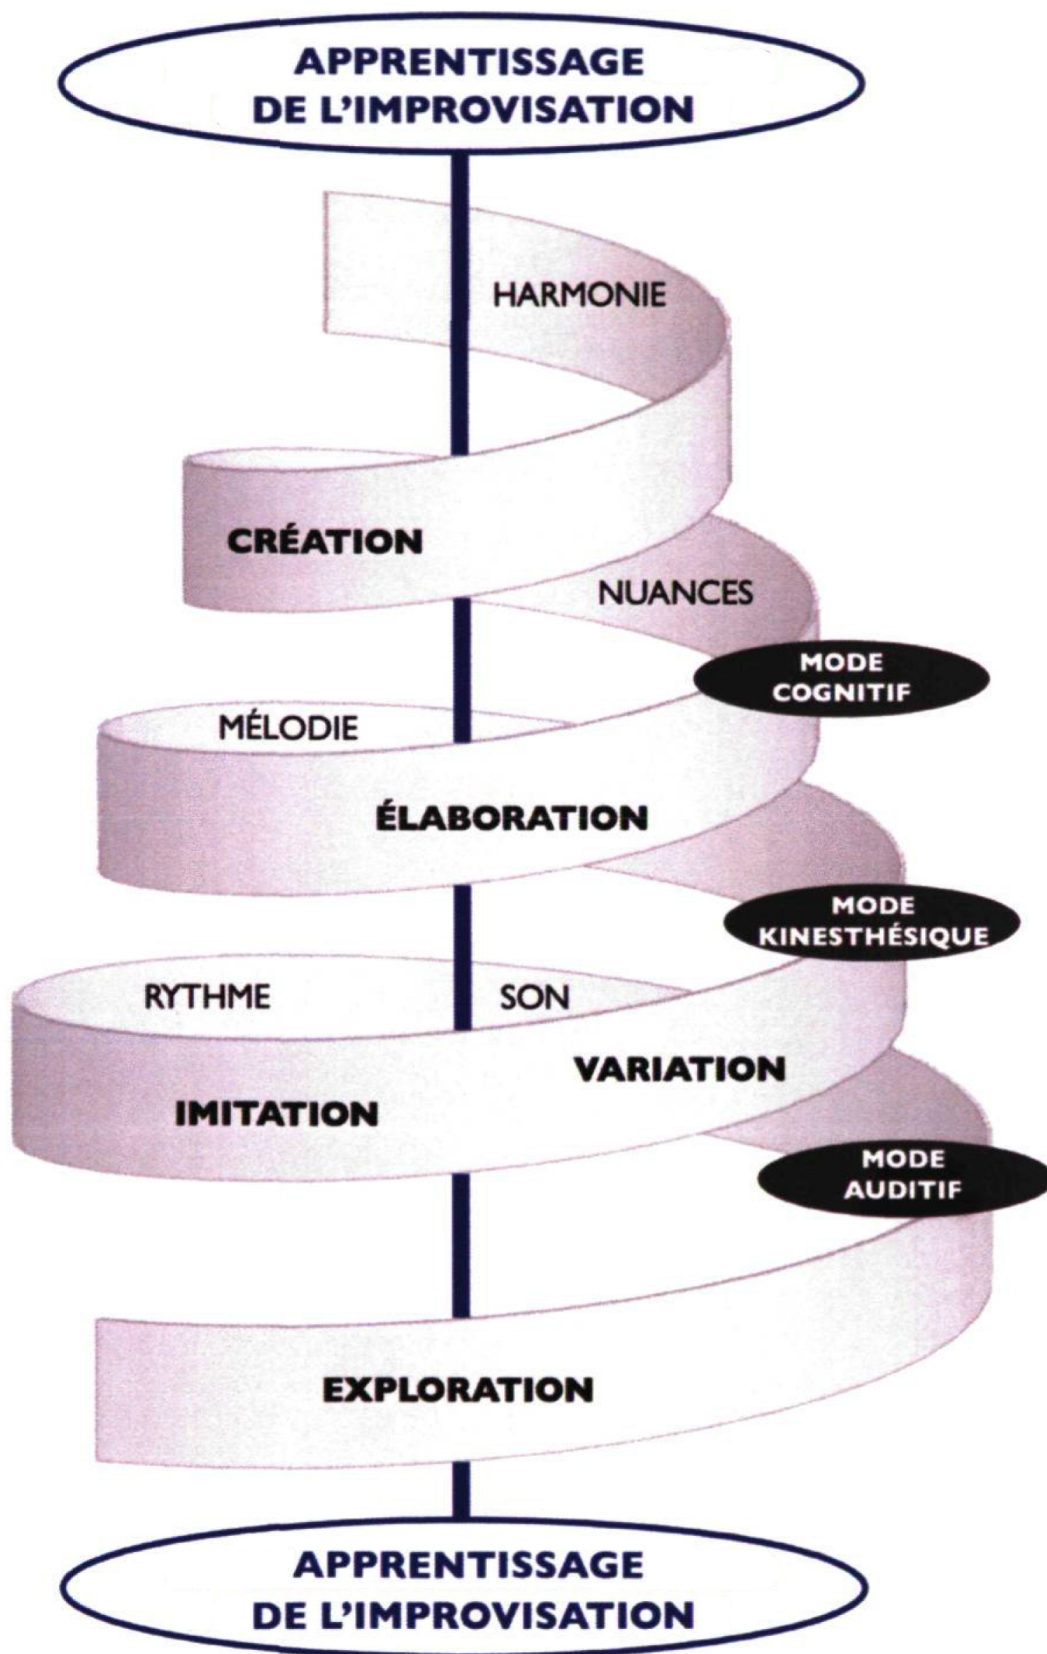 APPRENTISSAGE
DE L'IMPROVISATION
HARMONIE
CRÉATION
NUANCES
MODE
COGNITIF
MÉLODIE
ÉLABORATION
MODE
KINESTHÉSIQUE
RYTHME
SON
VARIATION
IMITATION
MODE
AUDITIF
EXPLORATION
APPRENTISSAGE
DE L'IMPROVISATION